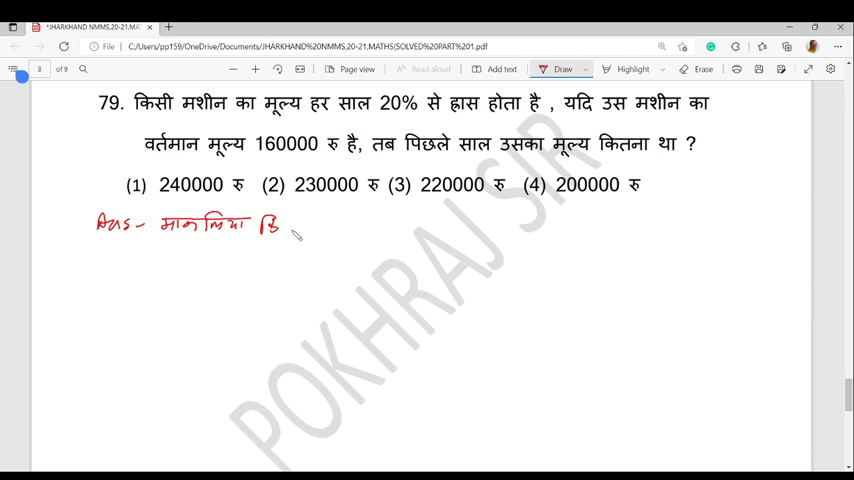 *JHARKHAND NMMS, 20-21,MATH
File
C:/Users/pp159/OneDrive/Documents/JHARKHAND%20NMMS,20-21,MATHS(SOLVED%20PART%201.pdf
8 of 9
Page view
Read aloud
Add text
Draw
Highlight
Erase
79. किसी मशीन का मूल्य हर साल 20% से ह्रास होता है , यदि उस मशीन का
वर्तमान मूल्य 160000 रु है, तब पिछले साल उसका मूल्य कितना था ?
(1) 240000 रु (2) 230000 रु (3) 220000 रु (4) 200000 रु
Ans- मान लिया कि
POKHRAJ SIR